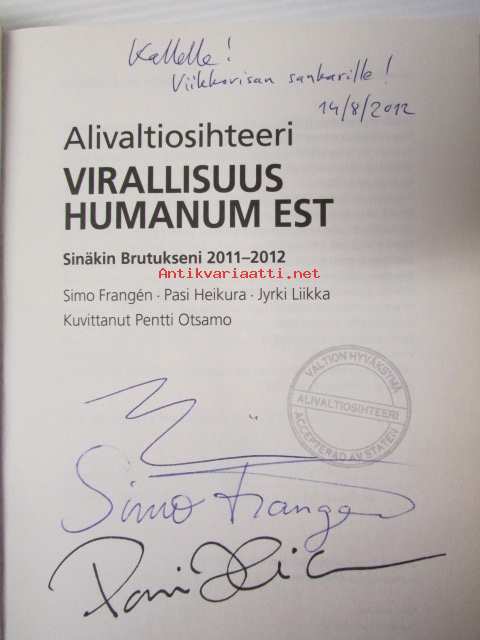 Kallelle!
Viikkovisan sankarille!
14/8/2012
Alivaltiosihteeri
VIRALLISUUS
HUMANUM EST
Sinäkin Brutukseni 2011–2012
Antikvariaatti.net
Simo Frangén · Pasi Heikura · Jyrki Liikka
Kuvittanut Pentti Otsamo
VALTION HYVÄKSYMÄ
ALIVALTIOSIHTEERI
ACCEPTERAD AV STATEN
Simo Frangén